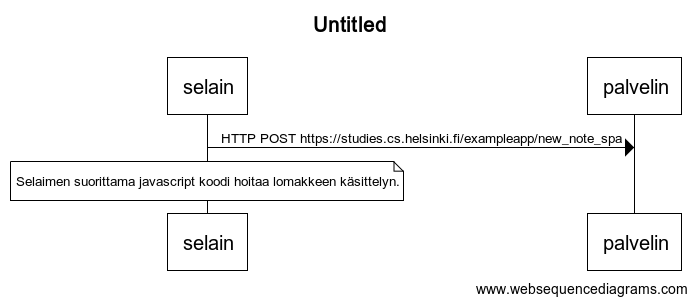 Untitled
selain
palvelin
HTTP POST https://studies.cs.helsinki.fi/exampleapp/new_note_spa
Selaimen suorittama javascript koodi hoitaa lomakkeen käsittelyn.
selain
palvelin
www.websequencediagrams.com